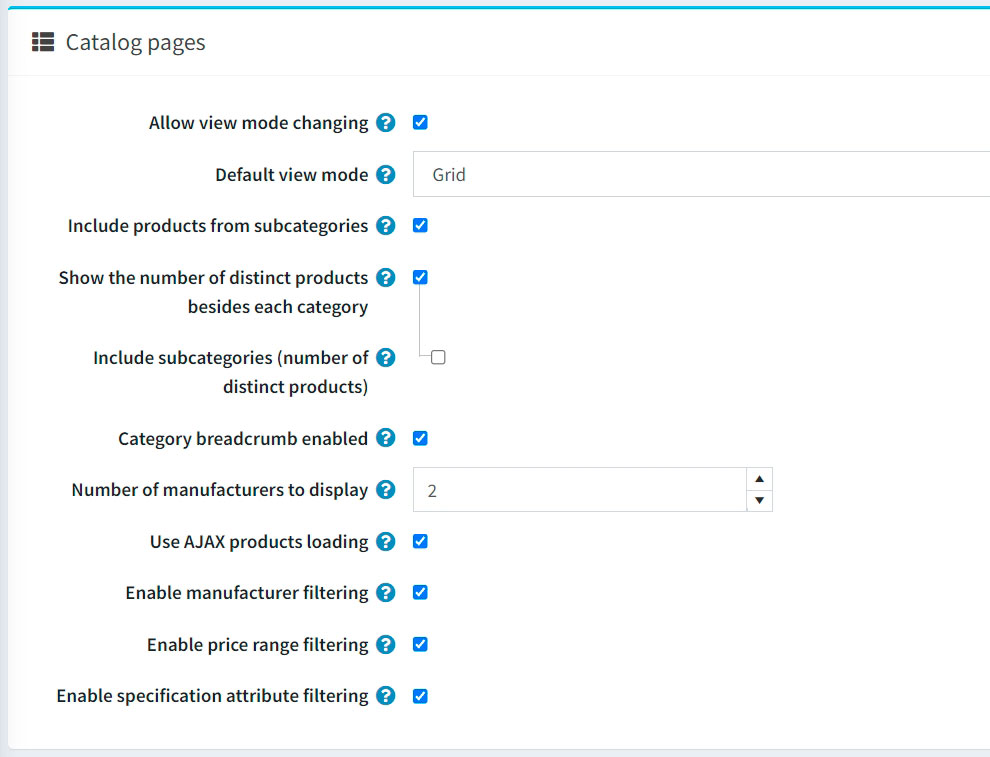 Catalog pages
Allow view mode changing ?
Default view mode ? Grid
Include products from subcategories ?
Show the number of distinct products ?
besides each category
Include subcategories (number of ?
distinct products)
Category breadcrumb enabled ?
Number of manufacturers to display ? 2
Use AJAX products loading ?
Enable manufacturer filtering ?
Enable price range filtering ?
Enable specification attribute filtering ?